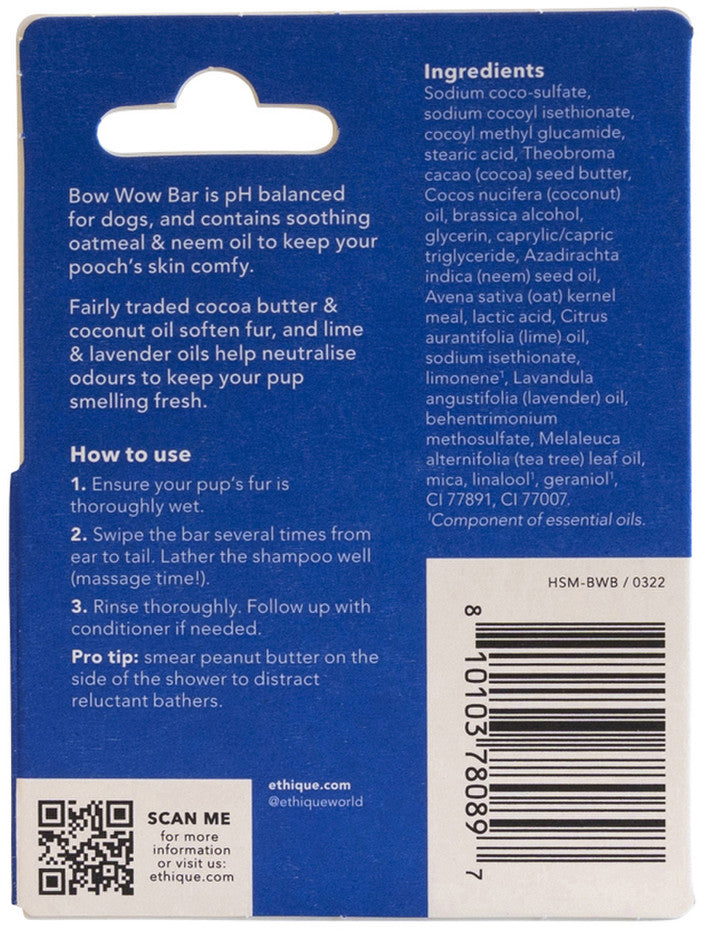 Bow Wow Bar is pH balanced
for dogs, and contains soothing
oatmeal & neem oil to keep your
pooch's skin comfy.
Fairly traded cocoa butter &
coconut oil soften fur, and lime
& lavender oils help neutralise
odours to keep your pup
smelling fresh.
How to use
1. Ensure your pup's fur is
thoroughly wet.
2. Swipe the bar several times from
ear to tail. Lather the shampoo well
(massage time!).
3. Rinse thoroughly. Follow up with
conditioner if needed.
Pro tip: smear peanut butter on the
side of the shower to distract
reluctant bathers.
SCAN ME
for more
information
or visit us:
ethique.com
ethique.com
@ethiqueworld
Ingredients
Sodium coco-sulfate,
sodium cocoyl isethionate,
cocoyl methyl glucamide,
stearic acid, Theobroma
cacao (cocoa) seed butter,
Cocos nucifera (coconut)
oil, brassica alcohol,
glycerin, caprylic/capric
triglyceride, Azadirachta
indica (neem) seed oil,
Avena sativa (oat) kernel
meal, lactic acid, Citrus
aurantifolia (lime) oil,
sodium isethionate,
limonene¹, Lavandula
angustifolia (lavender) oil,
behentrimonium
methosulfate, Melaleuca
alternifolia (tea tree) leaf oil,
mica, linalool¹, geraniol¹,
CI 77891, CI 77007.
¹Component of essential oils.
HSM-BWB / 0322
8 10103 78089 7